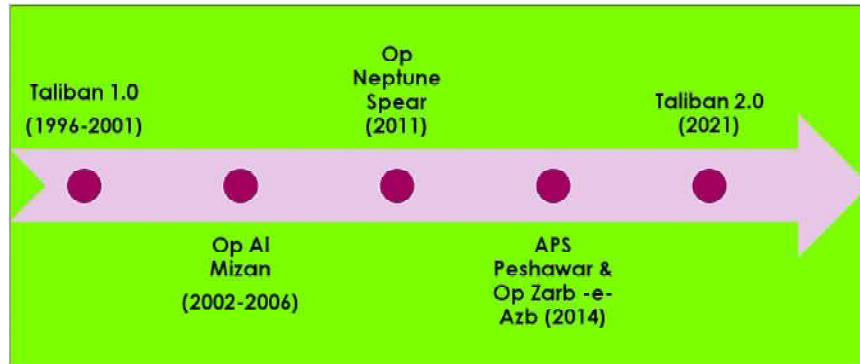 Taliban 1.0
(1996-2001)
Op Al
Mizan
(2002-2006)
Op
Neptune
Spear
(2011)
APS
Peshawar &
Op Zarb -e-
Azb (2014)
Taliban 2.0
(2021)